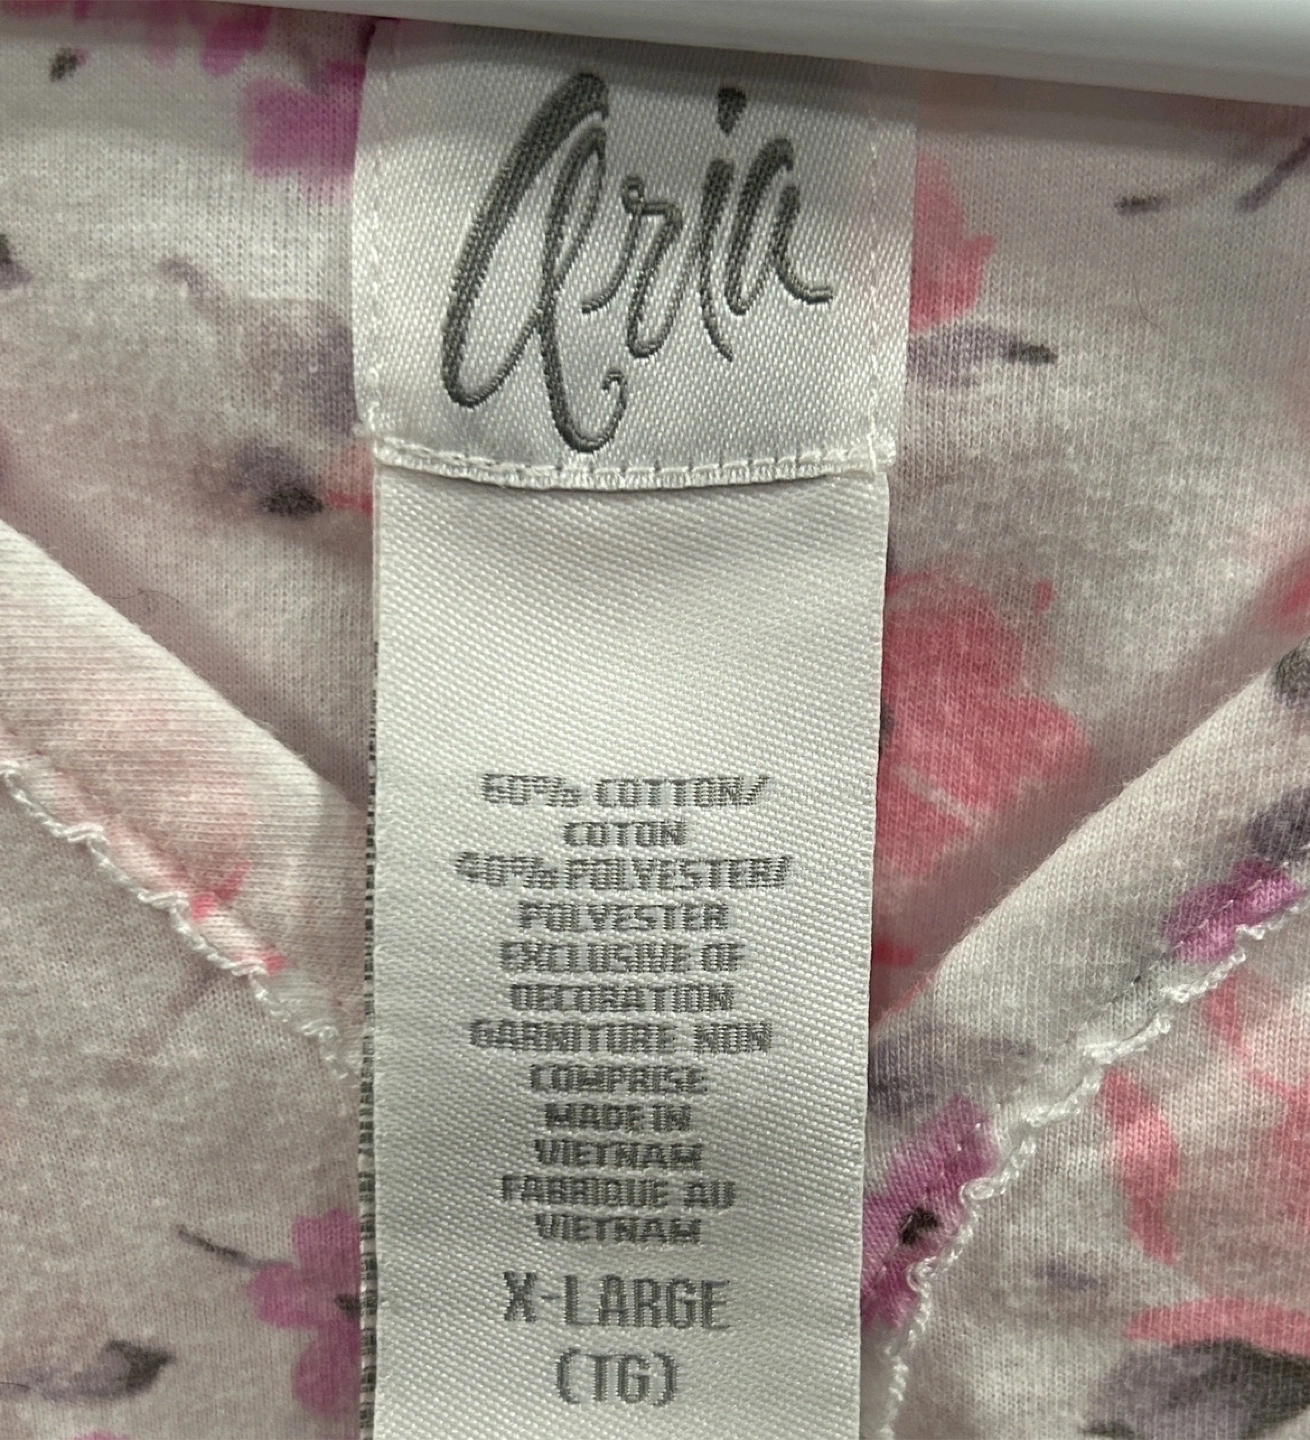 aria
60% COTTON/
COTON
40% POLYESTER/
POLYESTER
EXCLUSIVE OF
DECORATION
GARNITURE NON
COMPRISE
MADE IN
VIETNAM
FABRIQUE AU
VIETNAM
X-LARGE
(TG)